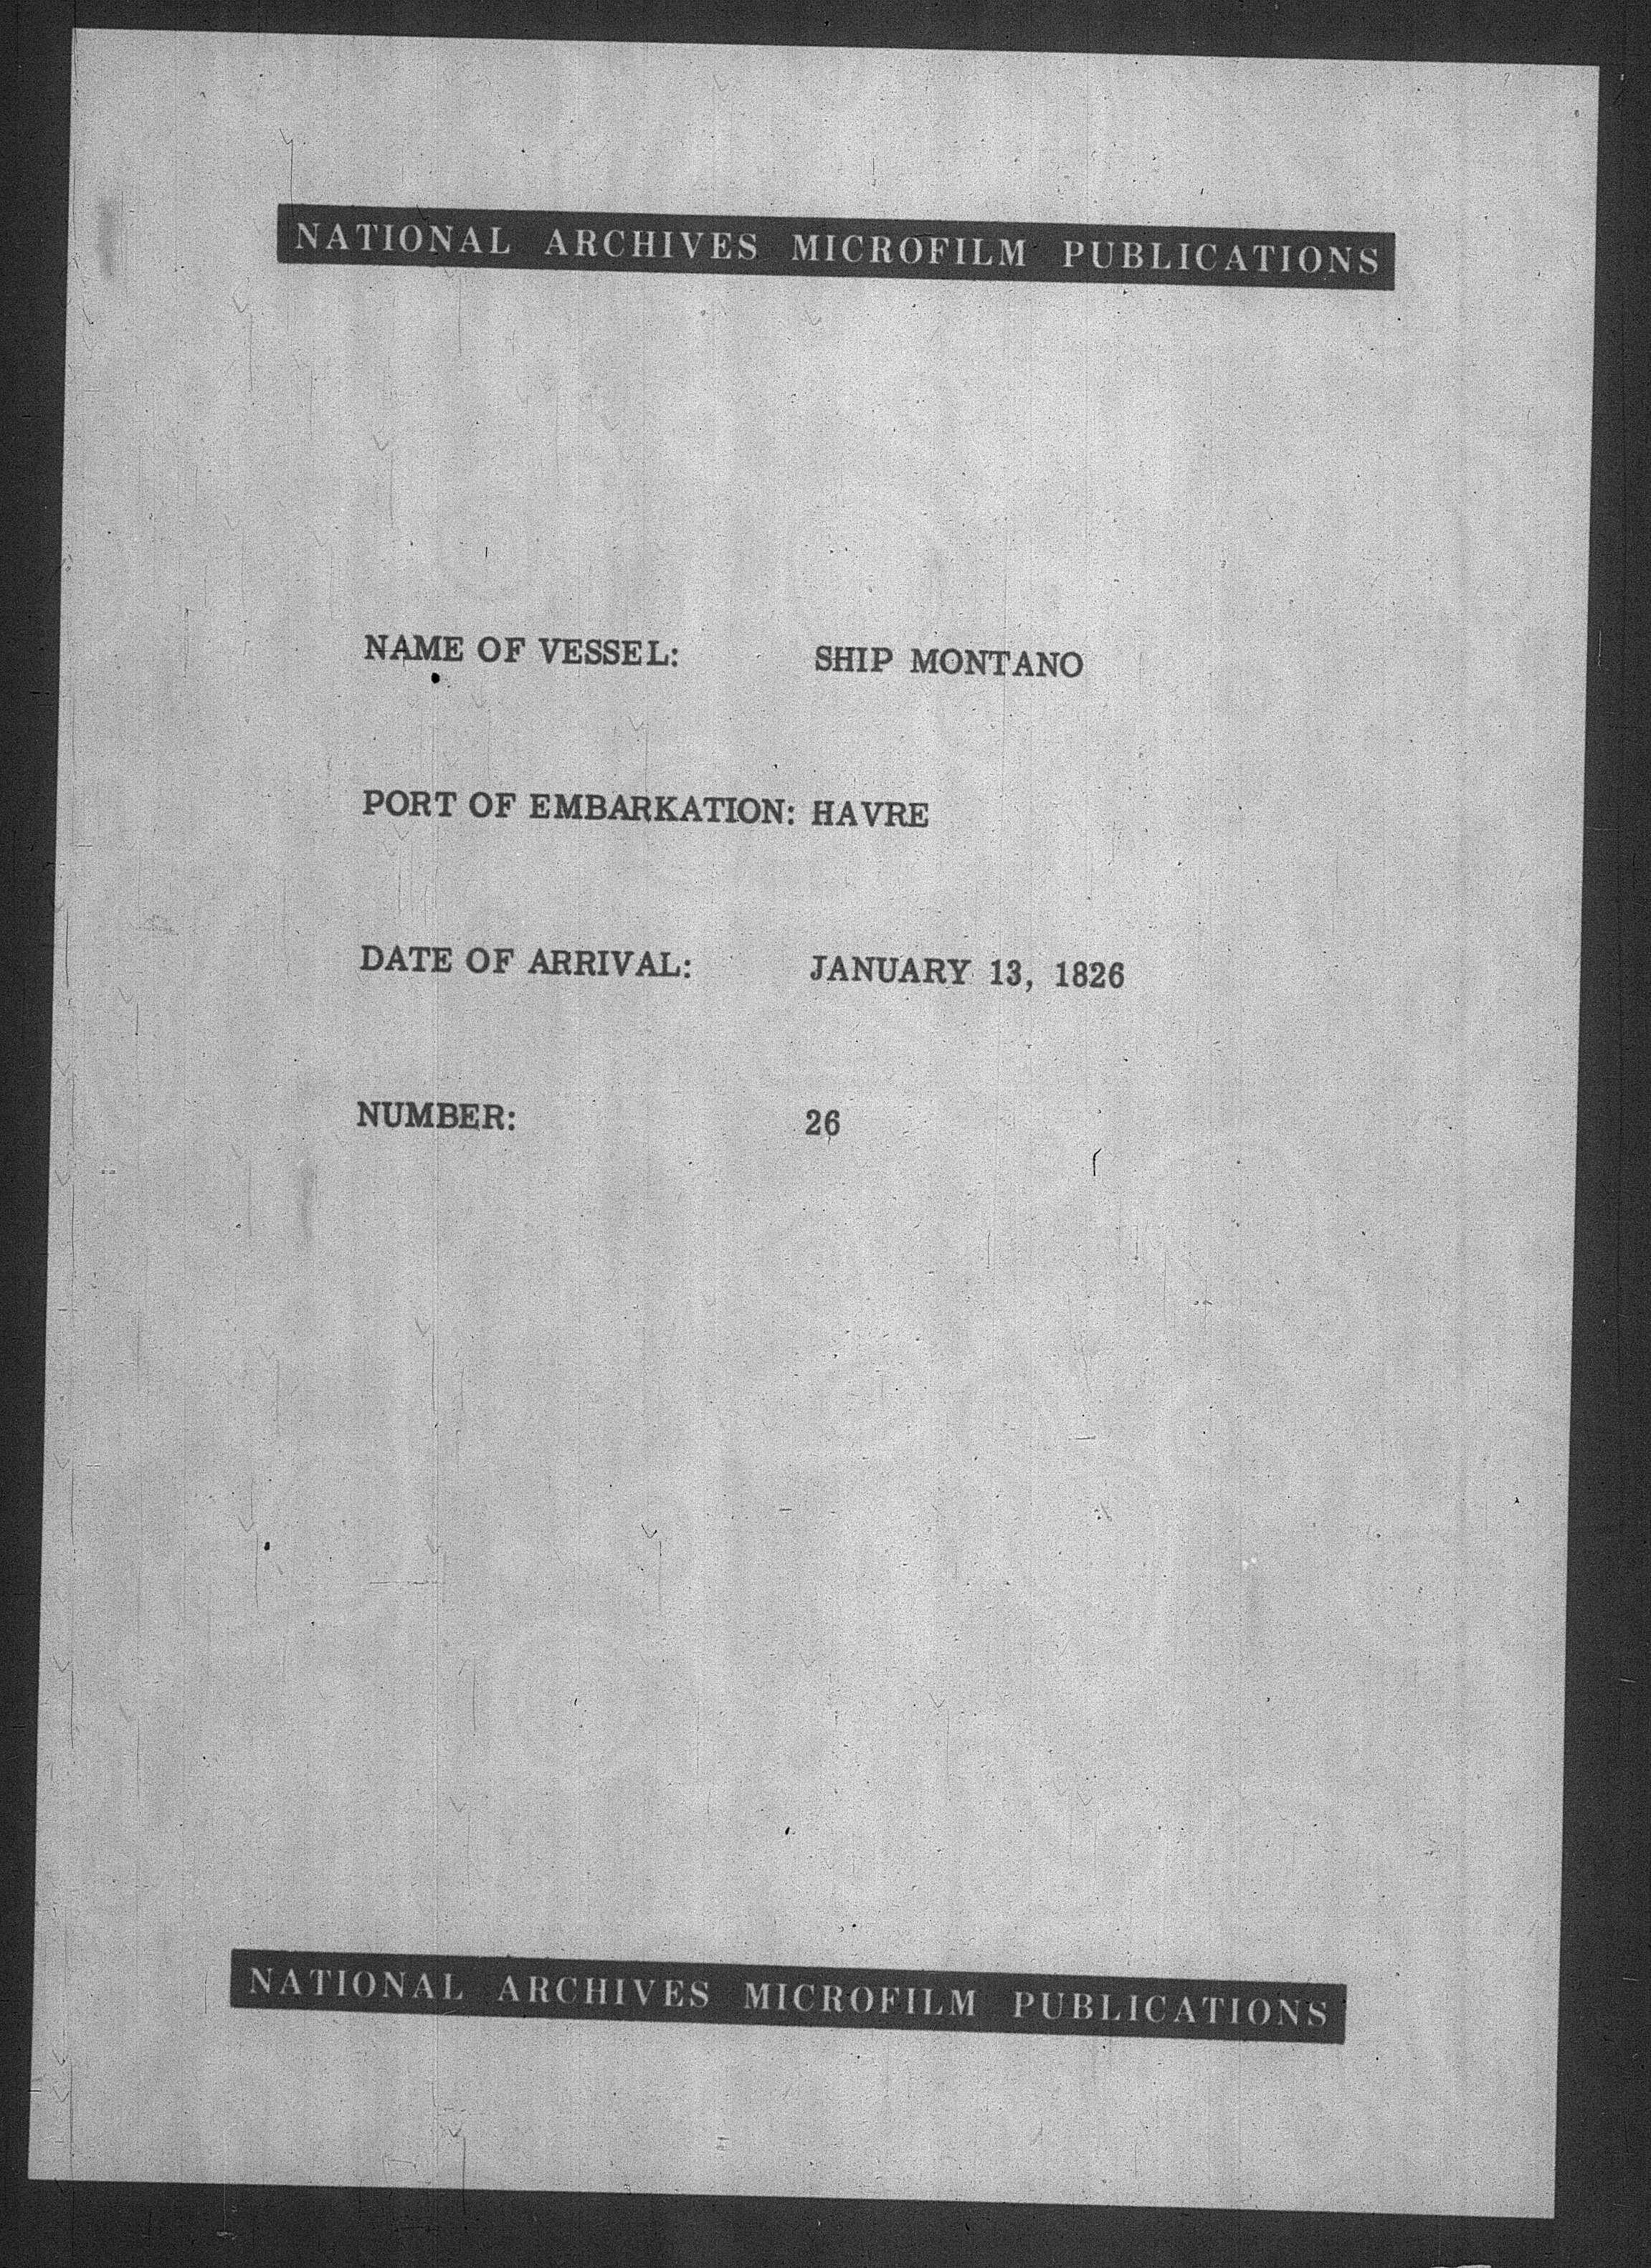 NATIONAL ARCHIVES MICROFILM PUBLICATIONS
NAME OF VESSEL: SHIP MONTANO
PORT OF EMBARKATION: HAVRE
DATE OF ARRIVAL: JANUARY 13, 1826
NUMBER: 26
NATIONAL ARCHIVES MICROFILM PUBLICATIONS